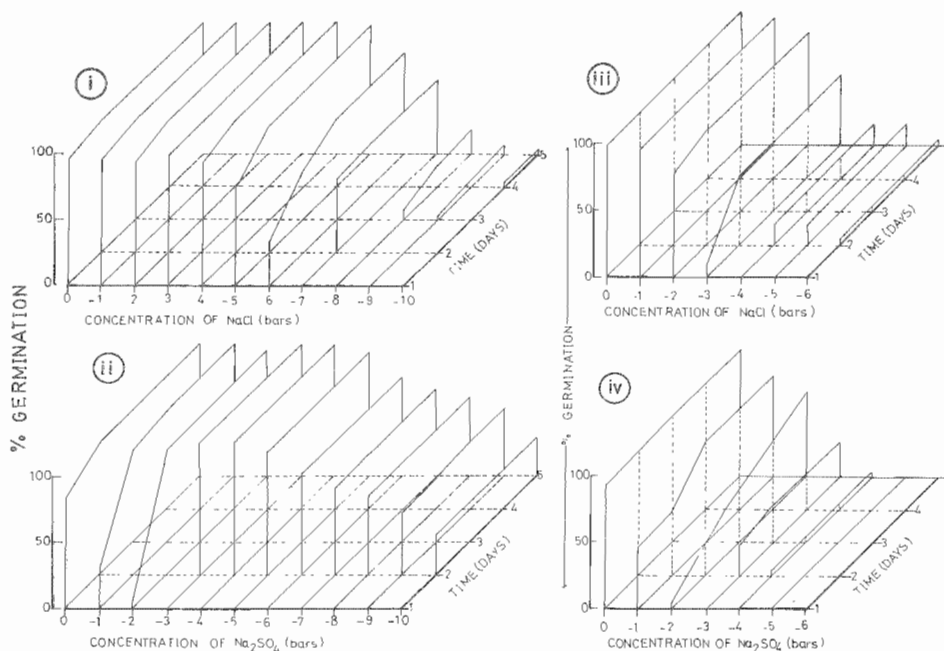 % GERMINATION
i
100
50
0
0 -1 2 3 4 -5 -6 -7 -8 -9 -10
CONCENTRATION OF NaCl (bars)
1
2
3
4
5
TIME (DAYS)
ii
100
50
0
0 -1 -2 -3 -4 -5 -6 -7 -8 -9 -10
CONCENTRATION OF Na2SO4 (bars)
1
2
3
4
5
TIME (DAYS)
% GERMINATION
iii
100
50
0
0 -1 -2 -3 -4 -5 -6
CONCENTRATION OF NaCl (bars)
1
2
3
4
TIME (DAYS)
iv
100
50
0
0 -1 -2 -3 -4 -5 -6
CONCENTRATION OF Na2SO4 (bars)
1
2
3
4
TIME (DAYS)